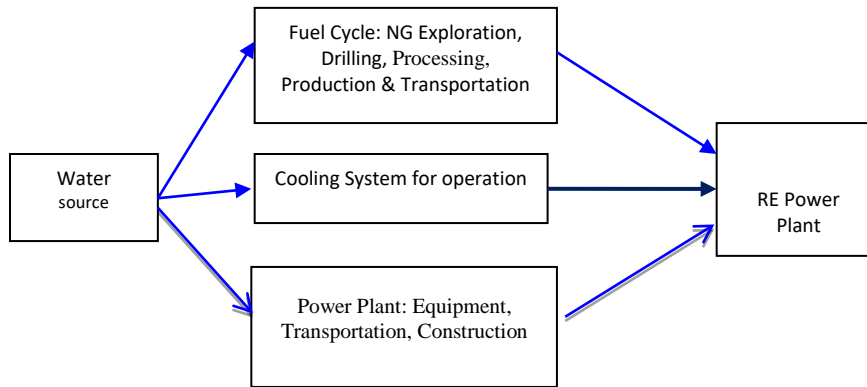 Fuel Cycle: NG Exploration,
Drilling, Processing,
Production & Transportation
Water
source
Cooling System for operation
RE Power
Plant
Power Plant: Equipment,
Transportation, Construction